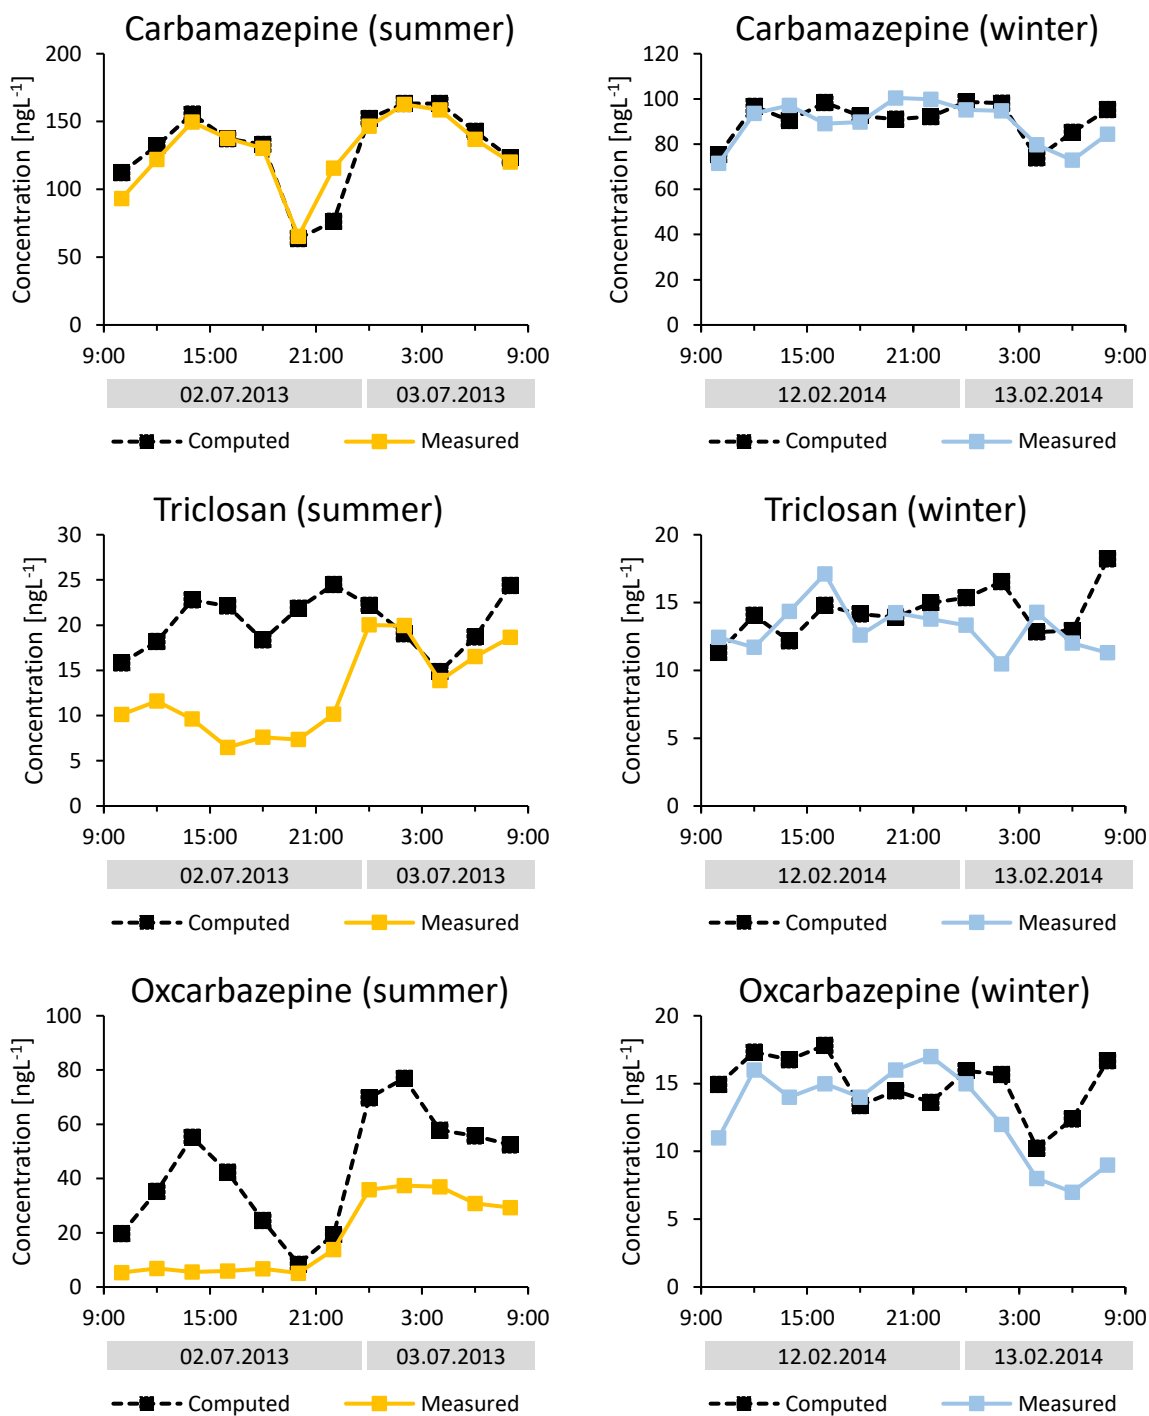 Carbamazepine (summer)
Concentration [ngL-1]
200
150
100
50
0
9:00 15:00 21:00 3:00 9:00
02.07.2013 03.07.2013
Computed Measured
Carbamazepine (winter)
Concentration [ngL-1]
120
100
80
60
40
20
0
9:00 15:00 21:00 3:00 9:00
12.02.2014 13.02.2014
Computed Measured
Triclosan (summer)
Concentration [ngL-1]
30
25
20
15
10
5
0
9:00 15:00 21:00 3:00 9:00
02.07.2013 03.07.2013
Computed Measured
Triclosan (winter)
Concentration [ngL-1]
20
15
10
5
0
9:00 15:00 21:00 3:00 9:00
12.02.2014 13.02.2014
Computed Measured
Oxcarbazepine (summer)
Concentration [ngL-1]
100
80
60
40
20
0
9:00 15:00 21:00 3:00 9:00
02.07.2013 03.07.2013
Computed Measured
Oxcarbazepine (winter)
Concentration [ngL-1]
20
15
10
5
0
9:00 15:00 21:00 3:00 9:00
12.02.2014 13.02.2014
Computed Measured